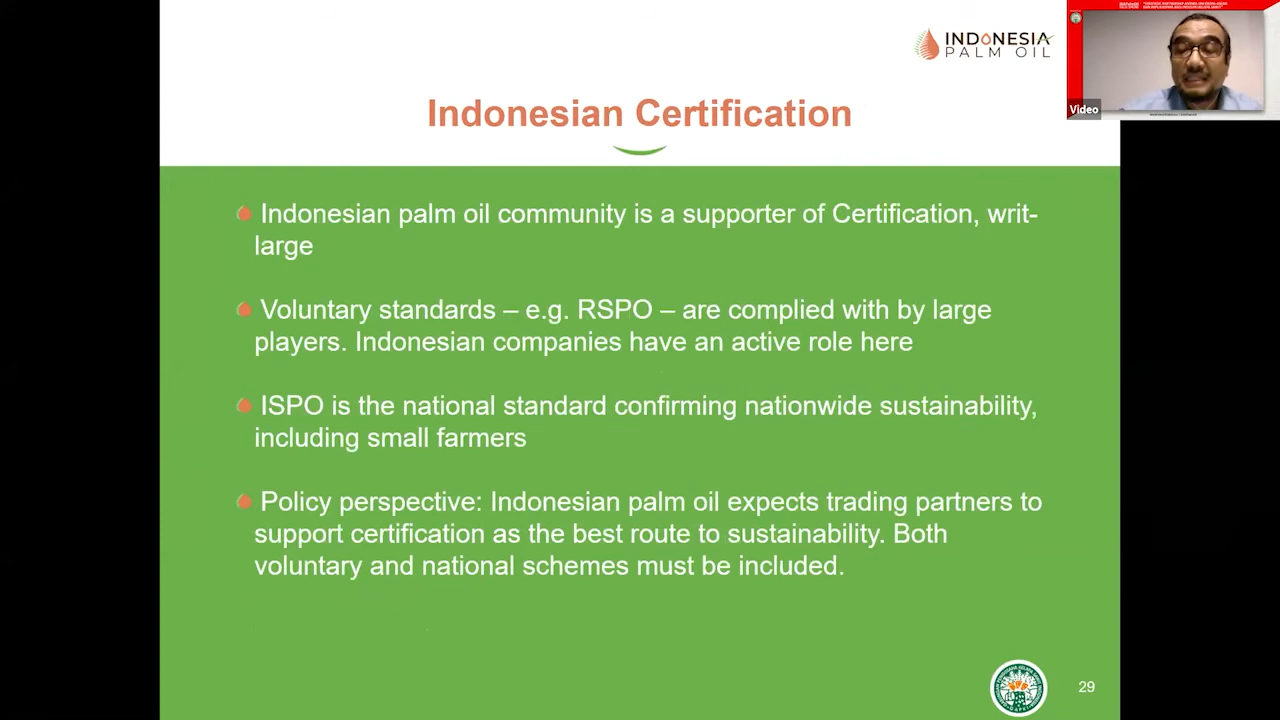 INDONESIA
PALM OIL
Video
Indonesian Certification
Indonesian palm oil community is a supporter of Certification, writ-
large
Voluntary standards – e.g. RSPO – are complied with by large
players. Indonesian companies have an active role here
ISPO is the national standard confirming nationwide sustainability,
including small farmers
Policy perspective: Indonesian palm oil expects trading partners to
support certification as the best route to sustainability. Both
voluntary and national schemes must be included.
29